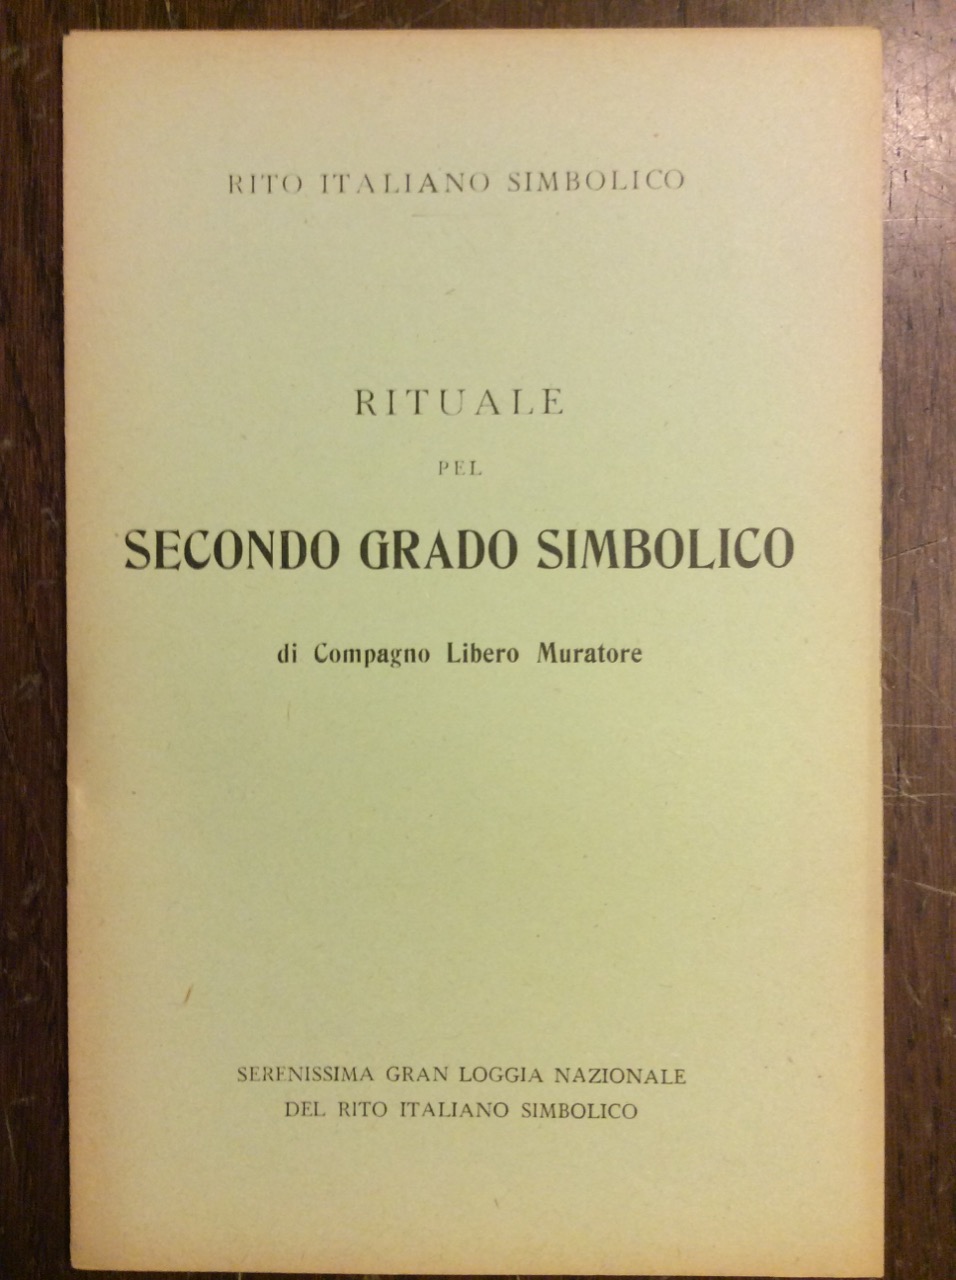 RITO ITALIANO SIMBOLICO
RITUALE
PEL
SECONDO GRADO SIMBOLICO
di Compagno Libero Muratore
SERENISSIMA GRAN LOGGIA NAZIONALE
DEL RITO ITALIANO SIMBOLICO